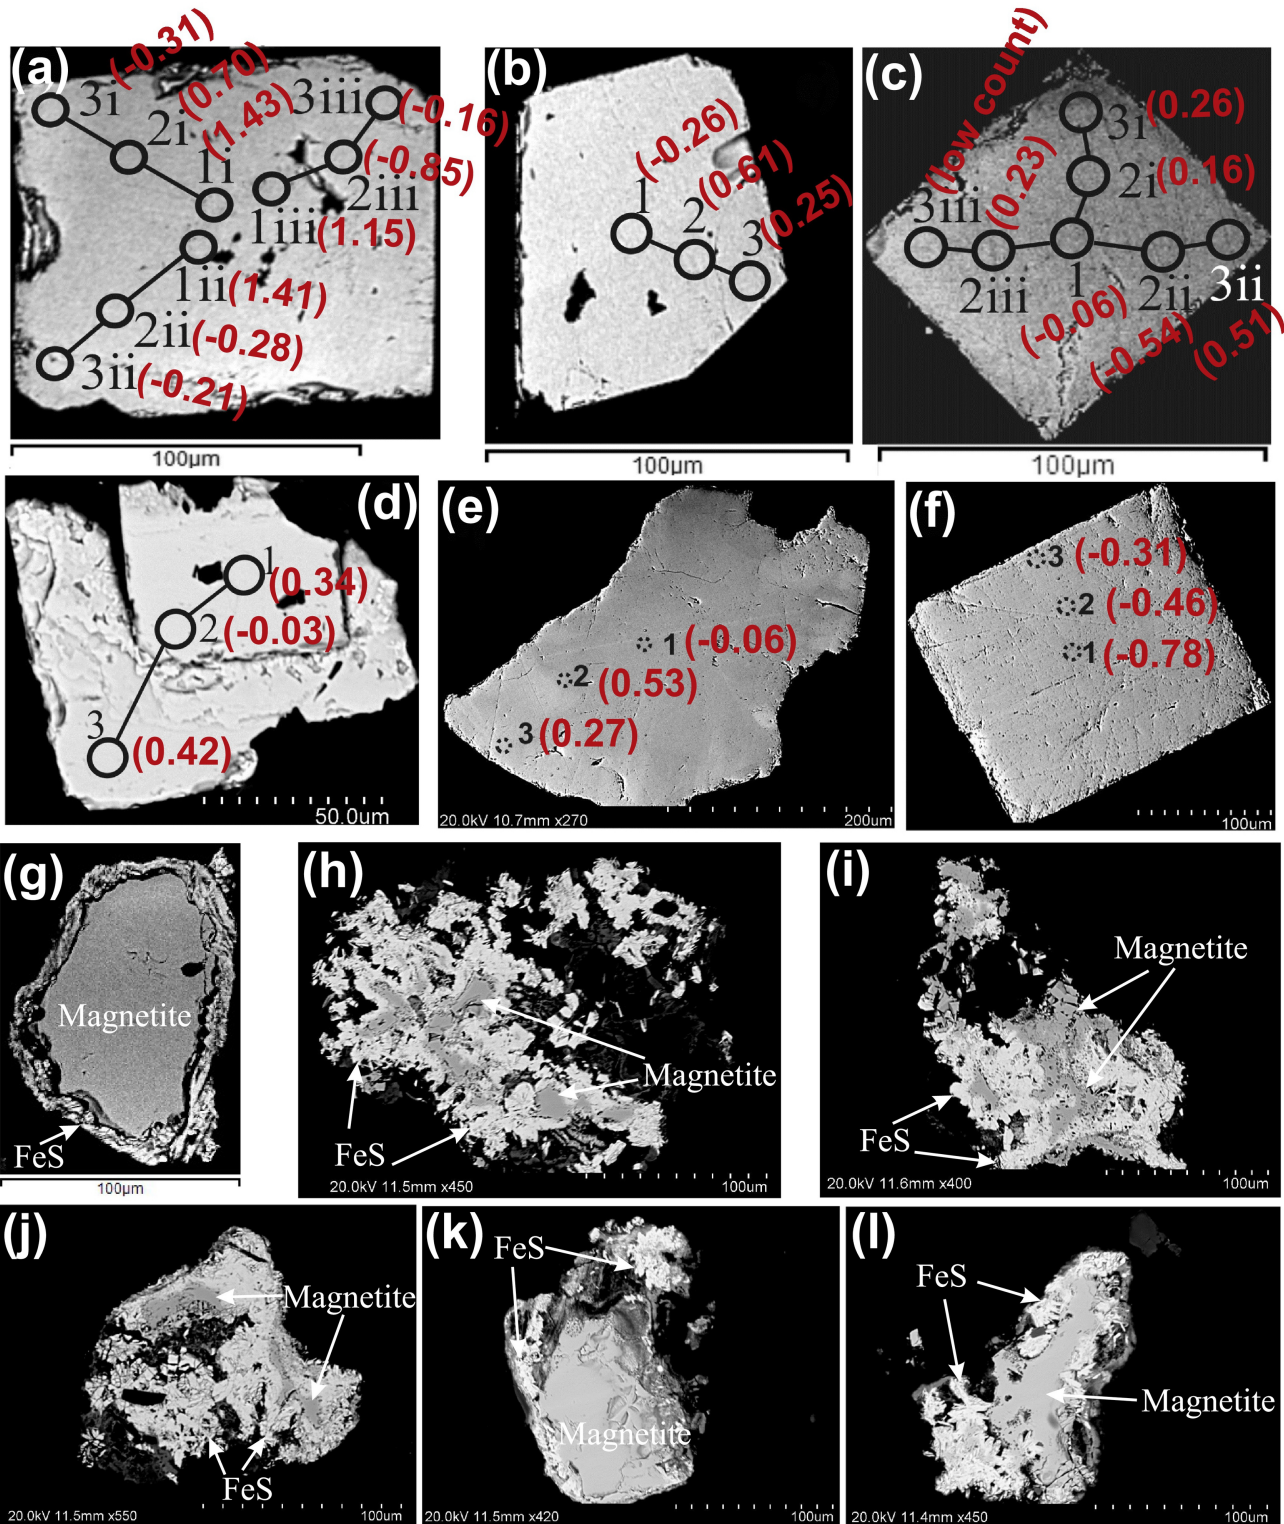 (a)
3i (-0.31)
2i (0.70)
1i (1.43)
3iii (-0.16)
2iii (-0.85)
1iii (1.15)
1ii (1.41)
2ii (-0.28)
3ii (-0.21)
100µm
(b)
1 (-0.26)
2 (0.61)
3 (0.25)
100µm
(c)
3i (0.26)
2i (0.16)
3iii (low count)
2iii (0.23)
1 (-0.06)
2ii (-0.54)
3ii (0.51)
100µm
(d)
1 (0.34)
2 (-0.03)
3 (0.42)
50.0um
(e)
1 (-0.06)
2 (0.53)
3 (0.27)
20.0kV 10.7mm x270
200um
(f)
3 (-0.31)
2 (-0.46)
1 (-0.78)
100um
(g)
Magnetite
FeS
100µm
(h)
Magnetite
FeS
20.0kV 11.5mm x450
100um
(i)
Magnetite
FeS
20.0kV 11.6mm x400
100um
(j)
Magnetite
FeS
20.0kV 11.5mm x550
100um
(k)
FeS
Magnetite
20.0kV 11.5mm x420
100um
(l)
FeS
Magnetite
20.0kV 11.4mm x450
100um